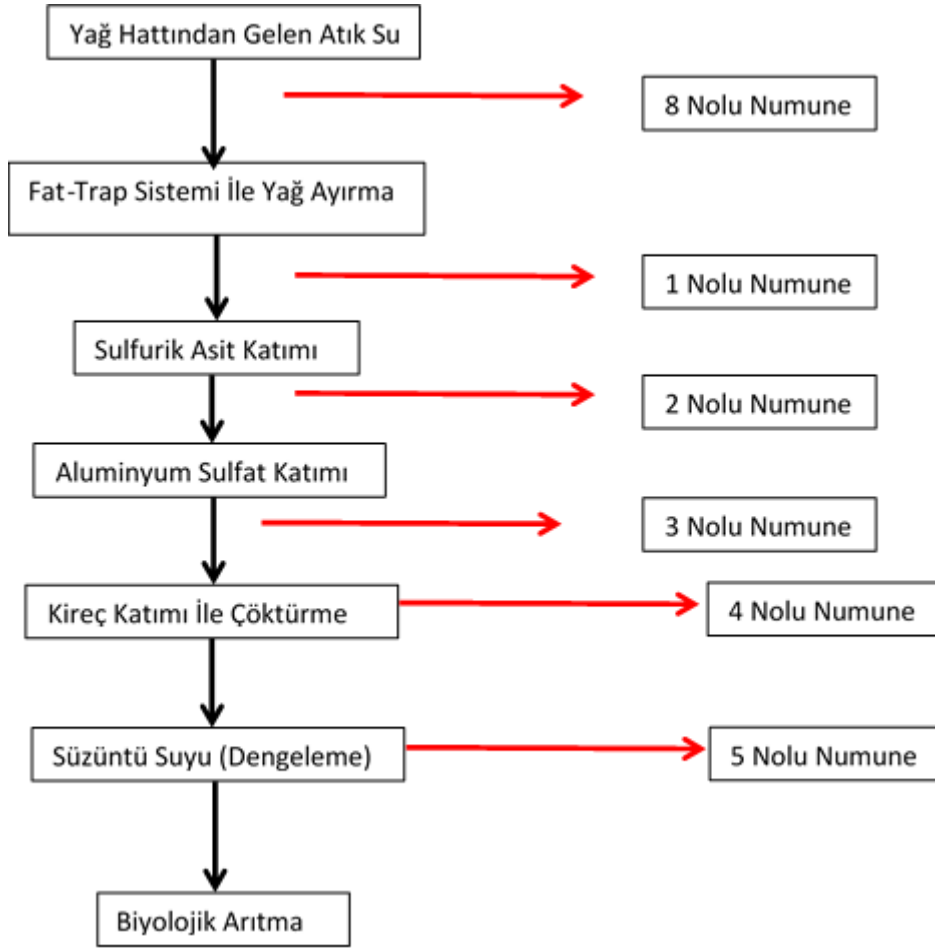 Yağ Hattından Gelen Atık Su
8 Nolu Numune
Fat-Trap Sistemi İle Yağ Ayırma
1 Nolu Numune
Sulfurik Asit Katımı
2 Nolu Numune
Aluminyum Sulfat Katımı
3 Nolu Numune
Kireç Katımı İle Çöktürme
4 Nolu Numune
Süzüntü Suyu (Dengeleme)
5 Nolu Numune
Biyolojik Arıtma